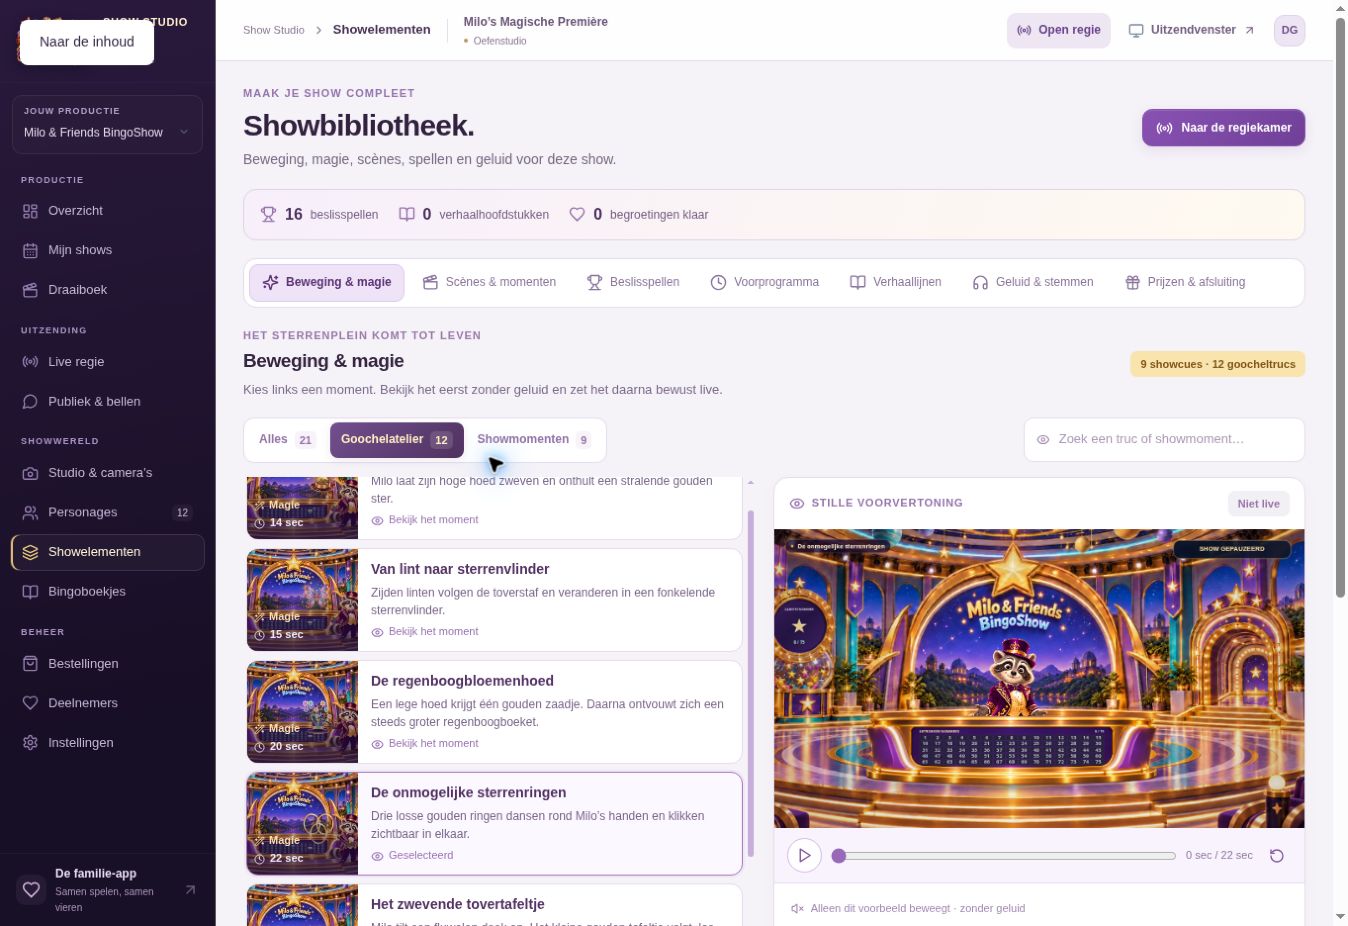 SHOW STUDIO
Naar de inhoud
JOUW PRODUCTIE
Milo & Friends BingoShow
PRODUCTIE
Overzicht
Mijn shows
Draaiboek
UITZENDING
Live regie
Publiek & bellen
SHOWWERELD
Studio & camera's
Personages 12
Showelementen
Bingoboekjes
BEHEER
Bestellingen
Deelnemers
Instellingen
De familie-app
Samen spelen, samen
vieren
Show Studio > Showelementen
Milo's Magische Première
Oefenstudio
Open regie
Uitzendvenster
DG
MAAK JE SHOW COMPLEET
Showbibliotheek.
Beweging, magie, scènes, spellen en geluid voor deze show.
Naar de regiekamer
16 beslisspellen 0 verhaalhoofdstukken 0 begroetingen klaar
Beweging & magie Scènes & momenten Beslisspellen Voorprogramma Verhaallijnen Geluid & stemmen Prijzen & afsluiting
HET STERRENPLEIN KOMT TOT LEVEN
Beweging & magie
Kies links een moment. Bekijk het eerst zonder geluid en zet het daarna bewust live.
9 showcues · 12 goocheltrucs
Alles 21 Goochelatelier 12 Showmomenten 9
Zoek een truc of showmoment…
Milo laat zijn hoge hoed zweven en onthult een stralende gouden
ster.
Bekijk het moment
Magie
14 sec
Van lint naar sterrenvlinder
Zijden linten volgen de toverstaf en veranderen in een fonkelende
sterrenvlinder.
Bekijk het moment
Magie
15 sec
De regenboogbloemenhoed
Een lege hoed krijgt één gouden zaadje. Daarna ontvouwt zich een
steeds groter regenboogboeket.
Bekijk het moment
Magie
20 sec
De onmogelijke sterrenringen
Drie losse gouden ringen dansen rond Milo's handen en klikken
zichtbaar in elkaar.
Geselecteerd
Magie
22 sec
Het zwevende tovertafeltje
STILLE VOORVERTONING
Niet live
De onmogelijke sterrenringen
SHOW GEPAUZEERD
Milo & Friends
BingoShow
0 / 75
0 sec / 22 sec
Alleen dit voorbeeld beweegt · zonder geluid